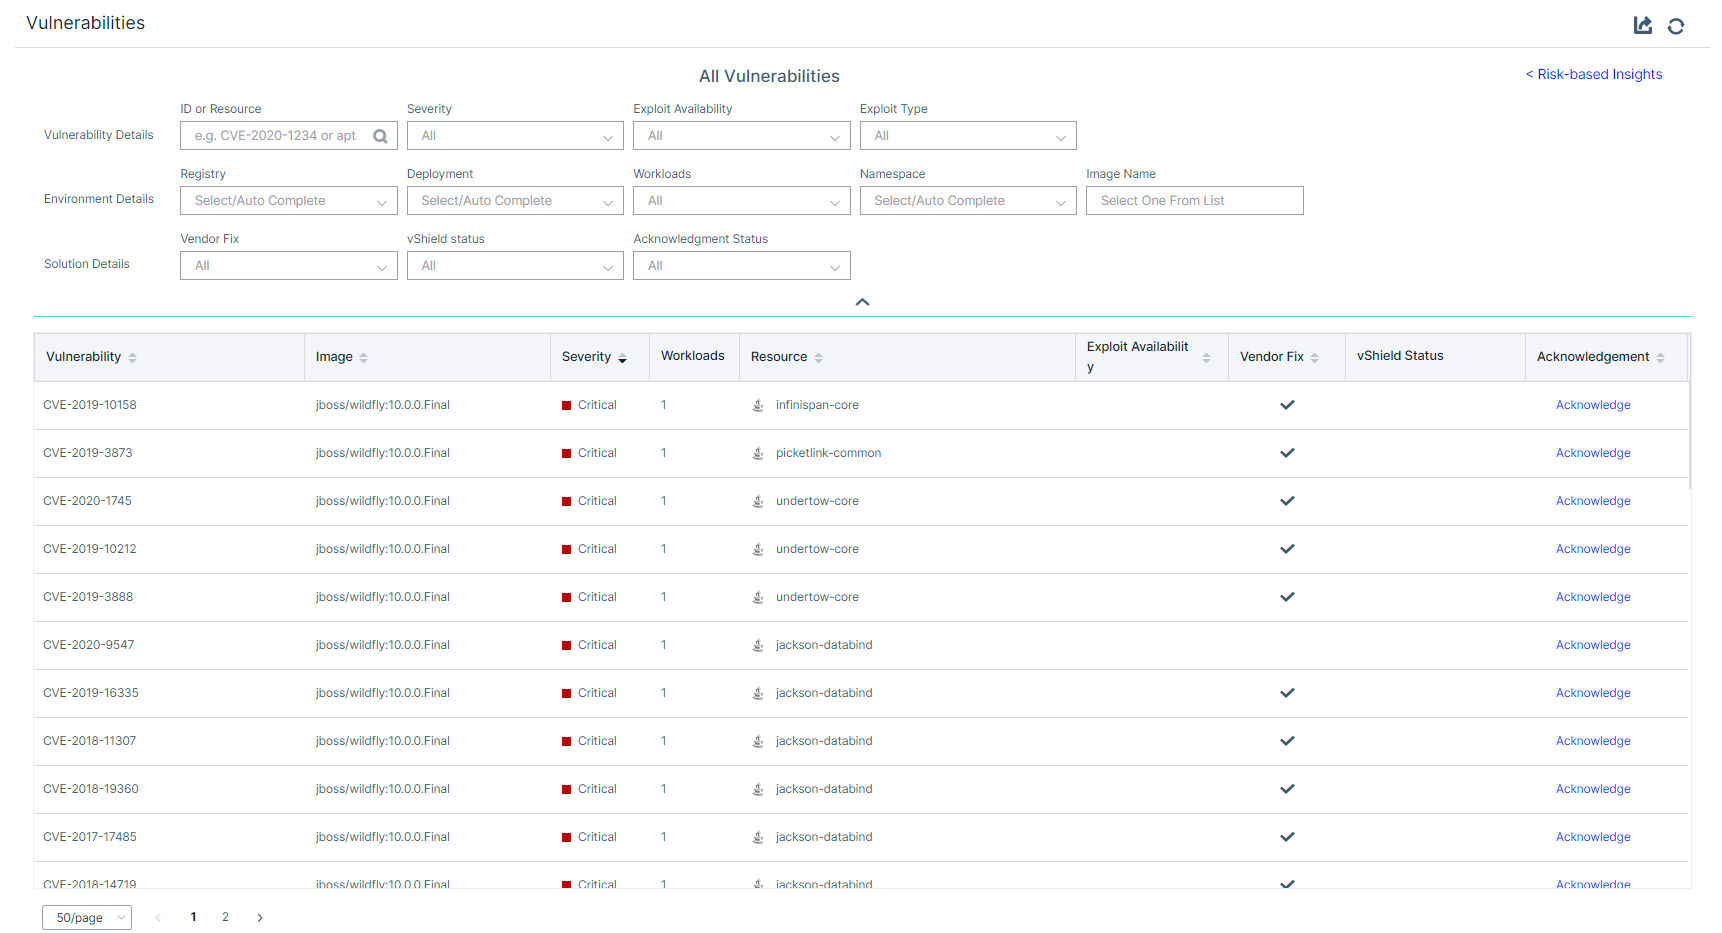 Vulnerabilities
All Vulnerabilities
< Risk-based Insights
ID or Resource Severity Exploit Availability Exploit Type
Vulnerability Details e.g. CVE-2020-1234 or apt All All All
Registry Deployment Workloads Namespace Image Name
Environment Details Select/Auto Complete Select/Auto Complete All Select/Auto Complete Select One From List
Vendor Fix vShield status Acknowledgment Status
Solution Details All All All
Vulnerability Image Severity Workloads Resource Exploit Availabilit
y Vendor Fix vShield Status Acknowledgement
CVE-2019-10158 jboss/wildfly:10.0.0.Final Critical 1 infinispan-core Acknowledge
CVE-2019-3873 jboss/wildfly:10.0.0.Final Critical 1 picketlink-common Acknowledge
CVE-2020-1745 jboss/wildfly:10.0.0.Final Critical 1 undertow-core Acknowledge
CVE-2019-10212 jboss/wildfly:10.0.0.Final Critical 1 undertow-core Acknowledge
CVE-2019-3888 jboss/wildfly:10.0.0.Final Critical 1 undertow-core Acknowledge
CVE-2020-9547 jboss/wildfly:10.0.0.Final Critical 1 jackson-databind Acknowledge
CVE-2019-16335 jboss/wildfly:10.0.0.Final Critical 1 jackson-databind Acknowledge
CVE-2018-11307 jboss/wildfly:10.0.0.Final Critical 1 jackson-databind Acknowledge
CVE-2018-19360 jboss/wildfly:10.0.0.Final Critical 1 jackson-databind Acknowledge
CVE-2017-17485 jboss/wildfly:10.0.0.Final Critical 1 jackson-databind Acknowledge
CVE-2018-14719 jboss/wildfly:10.0.0.Final Critical 1 jackson-databind Acknowledge
50/page < 1 2 >